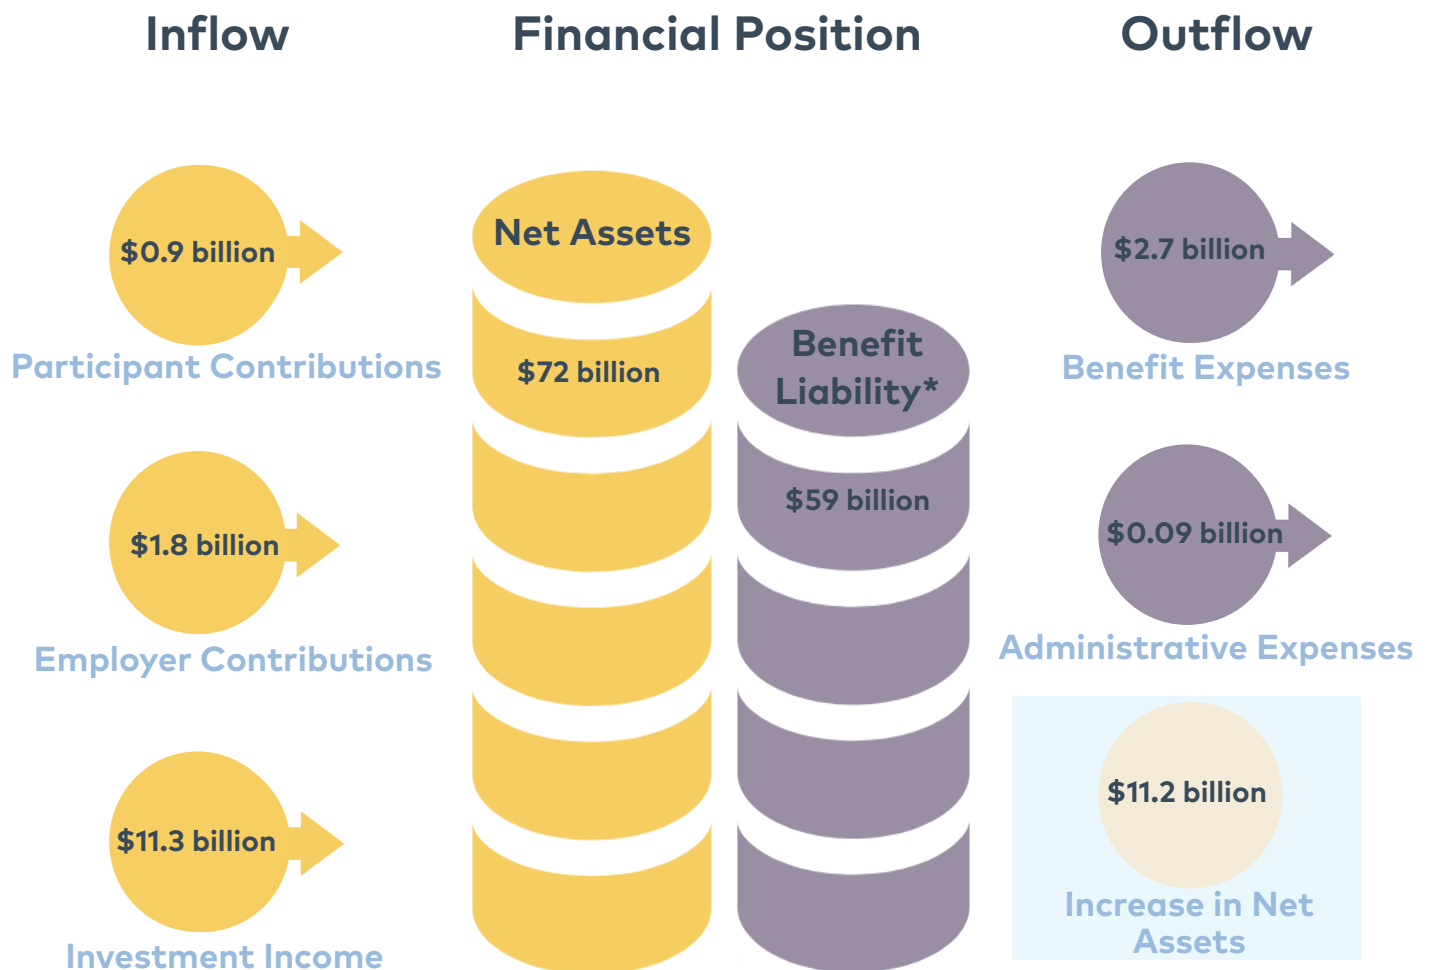 Inflow
Financial Position
Outflow
$0.9 billion
Participant Contributions
$1.8 billion
Employer Contributions
$11.3 billion
Investment Income
Net Assets
$72 billion
Benefit
Liability*
$59 billion
$2.7 billion
Benefit Expenses
$0.09 billion
Administrative Expenses
$11.2 billion
Increase in Net
Assets